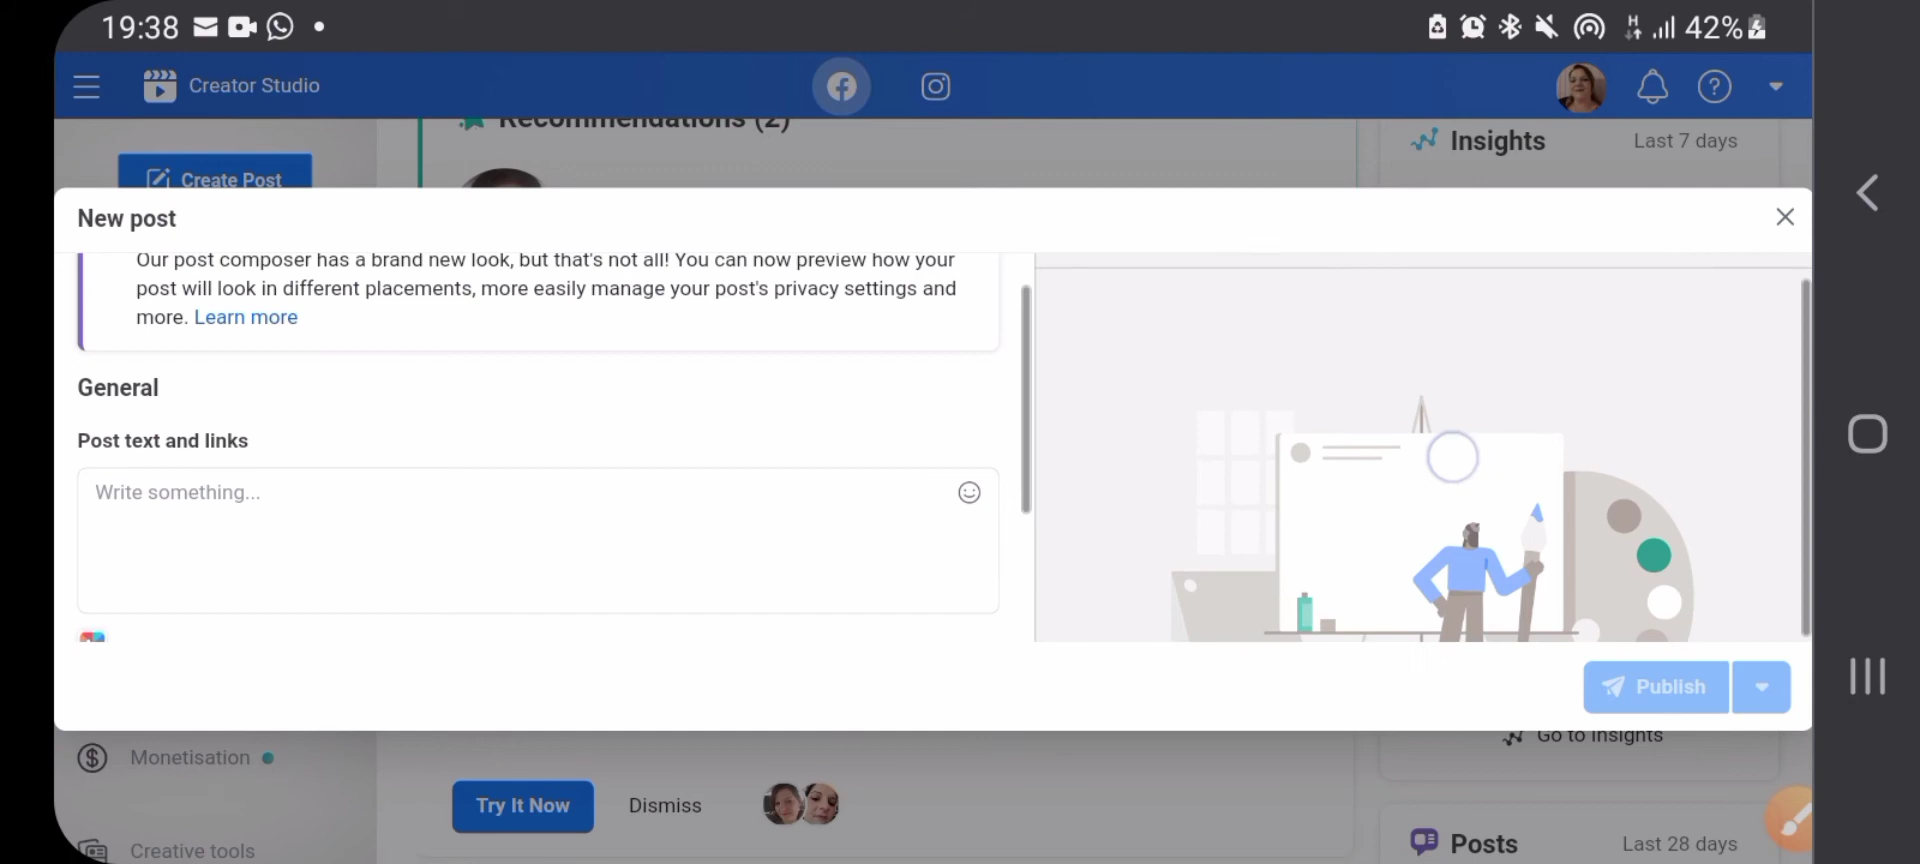 19:38
42%
Creator Studio
Recommendations (2)
Insights
Last 7 days
Create Post
New post
Our post composer has a brand new look, but that's not all! You can now preview how your
post will look in different placements, more easily manage your post's privacy settings and
more. Learn more
General
Post text and links
Write something...
Publish
Go to Insights
Monetisation
Try It Now
Dismiss
Posts
Last 28 days
Creative tools